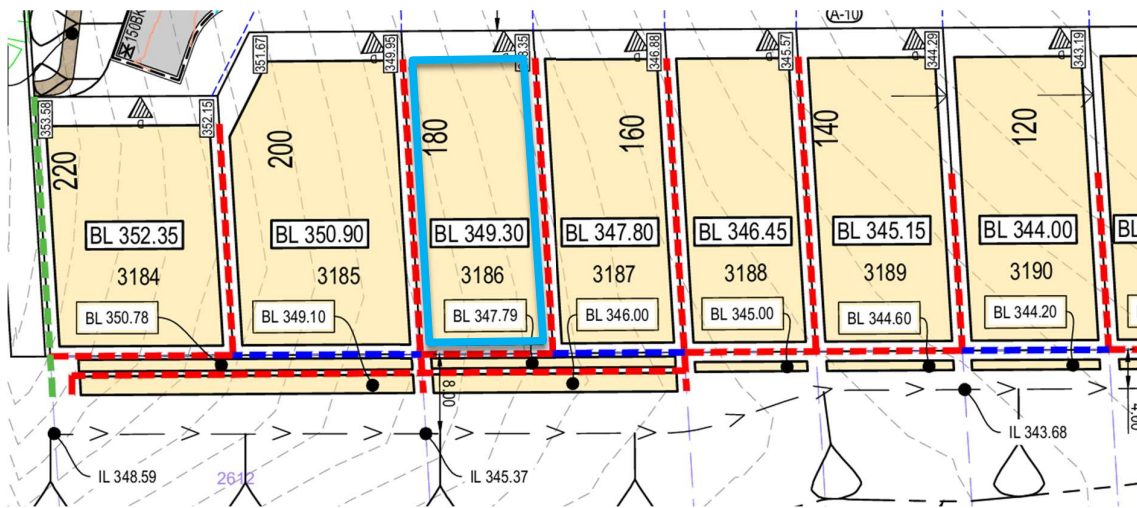 A-10
150BK
351.67
349.95
346.88
345.57
344.29
343.19
353.58
352.15
220
200
180
160
140
120
BL 352.35
BL 350.90
BL 349.30
BL 347.80
BL 346.45
BL 345.15
BL 344.00
BL
3184
3185
3186
3187
3188
3189
3190
BL 350.78
BL 349.10
BL 347.79
BL 346.00
BL 345.00
BL 344.60
BL 344.20
8.00
IL 348.59
2612
IL 345.37
IL 343.68